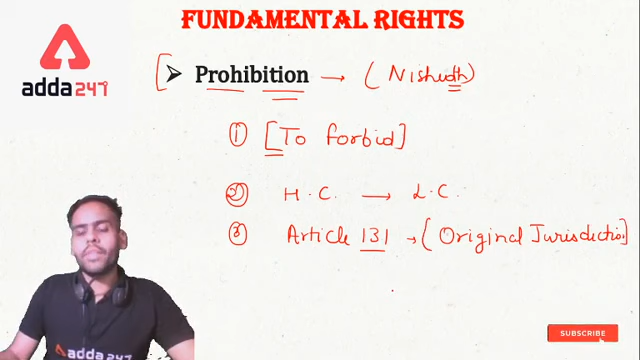 FUNDAMENTAL RIGHTS
adda247
➤ Prohibition → (Nishedh)
① [To forbid]
② H.C. → L.C.
③ Article 131 → [Original Jurisdiction]
adda247
SUBSCRIBE